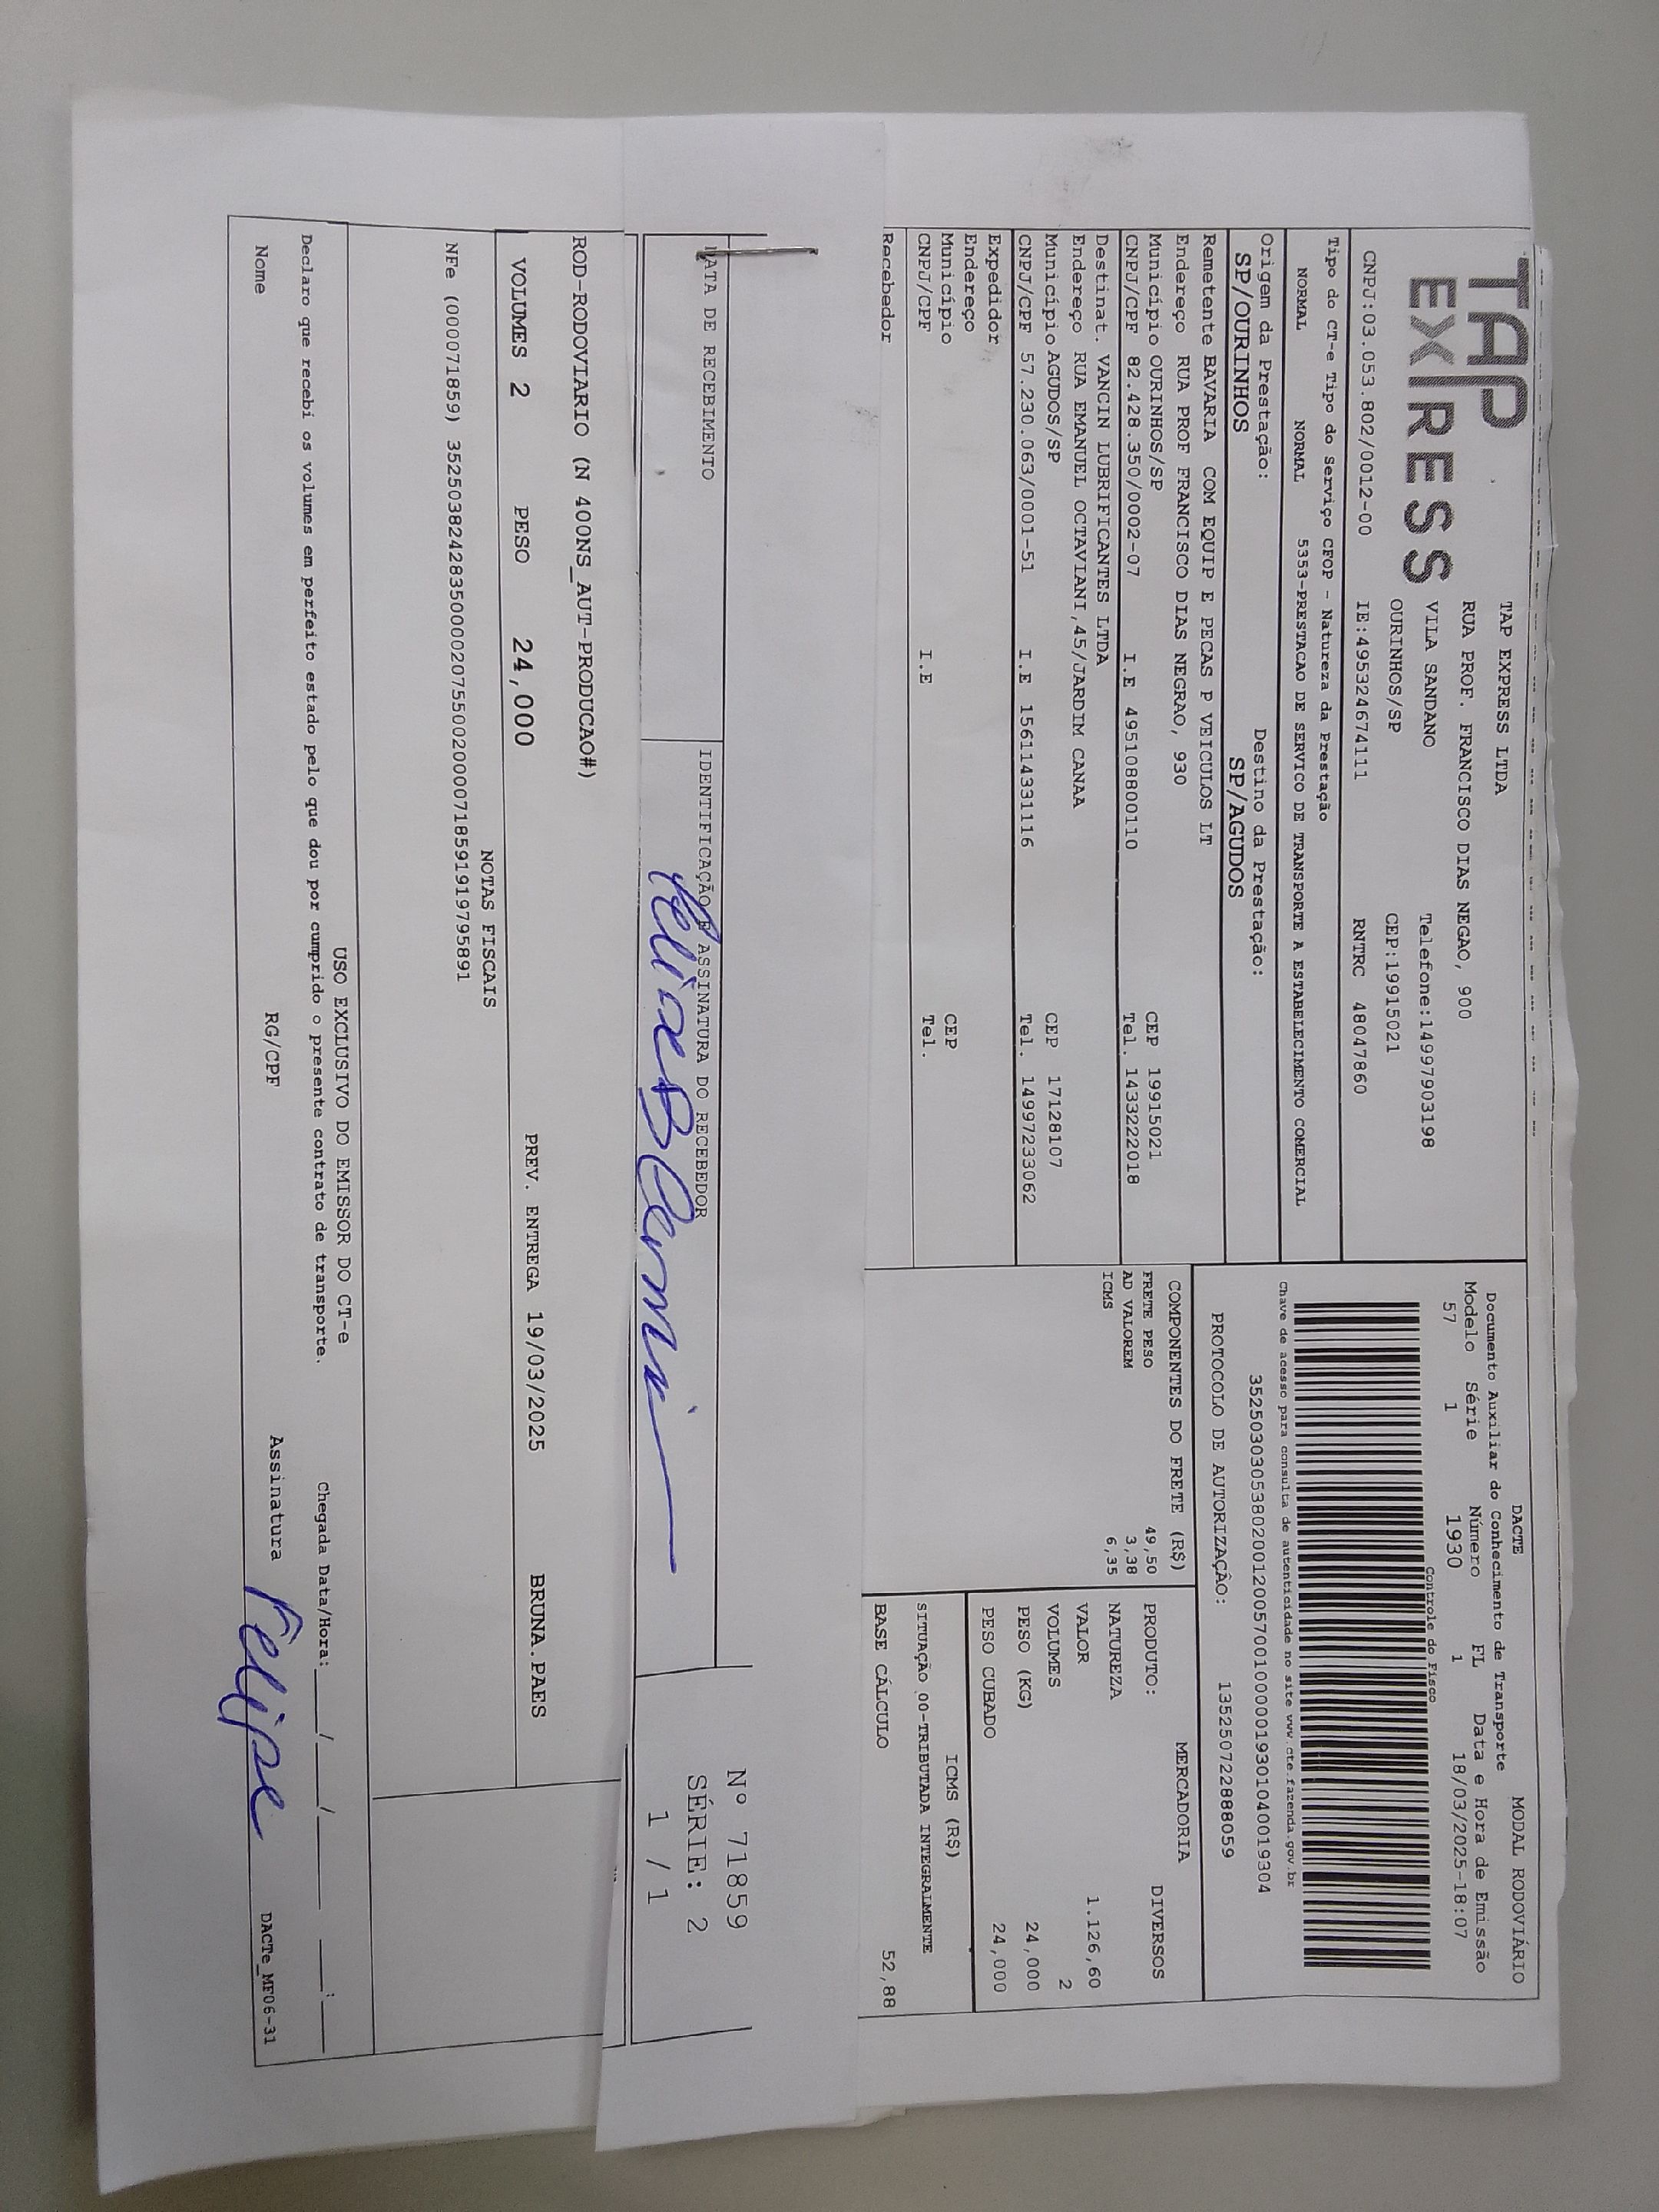 TAP
EXPRESS
TAP EXPRESS LTDA
RUA PROF. FRANCISCO DIAS NEGAO, 900
VILA SANDANO Telefone:14997903198
OURINHOS/SP CEP:19915021
CNPJ:03.053.802/0012-00 IE:495324674111 RNTRC 48047860
DACTE MODAL RODOVIÁRIO
Documento Auxiliar do Conhecimento de Transporte
Modelo Série Número FL Data e Hora de Emissão
57 1 1930 1 18/03/2025-18:07
Controle do Fisco
Chave de acesso para consulta de autenticidade no site www.cte.fazenda.gov.br
35250303053802001200570010000019301040019304
PROTOCOLO DE AUTORIZAÇÃO: 135250722888059
Tipo do CT-e Tipo do Serviço CFOP - Natureza da Prestação
NORMAL NORMAL 5353-PRESTACAO DE SERVICO DE TRANSPORTE A ESTABELECIMENTO COMERCIAL
Origem da Prestação: Destino da Prestação:
SP/OURINHOS SP/AGUDOS
Remetente BAVARIA COM EQUIP E PECAS P VEICULOS LT
Endereço RUA PROF FRANCISCO DIAS NEGRAO, 930
Município OURINHOS/SP CEP 19915021
CNPJ/CPF 82.428.350/0002-07 I.E 495108800110 Tel. 1433222018
Destinat. VANCIN LUBRIFICANTES LTDA
Endereço RUA EMANUEL OCTAVIANI,45/JARDIM CANAA
Município AGUDOS/SP CEP 17128107
CNPJ/CPF 57.230.063/0001-51 I.E 156114331116 Tel. 14997233062
Expedidor
Endereço
Município CEP
CNPJ/CPF I.E Tel.
Recebedor
COMPONENTES DO FRETE (R$)
FRETE PESO 49,50
AD VALOREM 3,38
ICMS 6,35
MERCADORIA
PRODUTO: DIVERSOS
NATUREZA
VALOR 1.126,60
VOLUMES 2
PESO (KG) 24,000
PESO CUBADO 24,000
ICMS (R$)
SITUAÇÃO 00-TRIBUTADA INTEGRALMENTE
BASE CÁLCULO 52,88
DATA DE RECEBIMENTO IDENTIFICAÇÃO E ASSINATURA DO RECEBEDOR
Nº 71859
SÉRIE: 2
1 / 1
ROD-RODOVIARIO (N 400NS_AUT-PRODUCAO#)
VOLUMES 2 PESO 24,000 PREV. ENTREGA 19/03/2025 BRUNA.PAES
NOTAS FISCAIS
NFe (000071859) 35250382428350000207550020000718591919795891
USO EXCLUSIVO DO EMISSOR DO CT-e
Declaro que recebi os volumes em perfeito estado pelo que dou por cumprido o presente contrato de transporte. Chegada Data/Hora:____/____/______ ____:____
Nome RG/CPF Assinatura Felipe DACTe_MF06-31